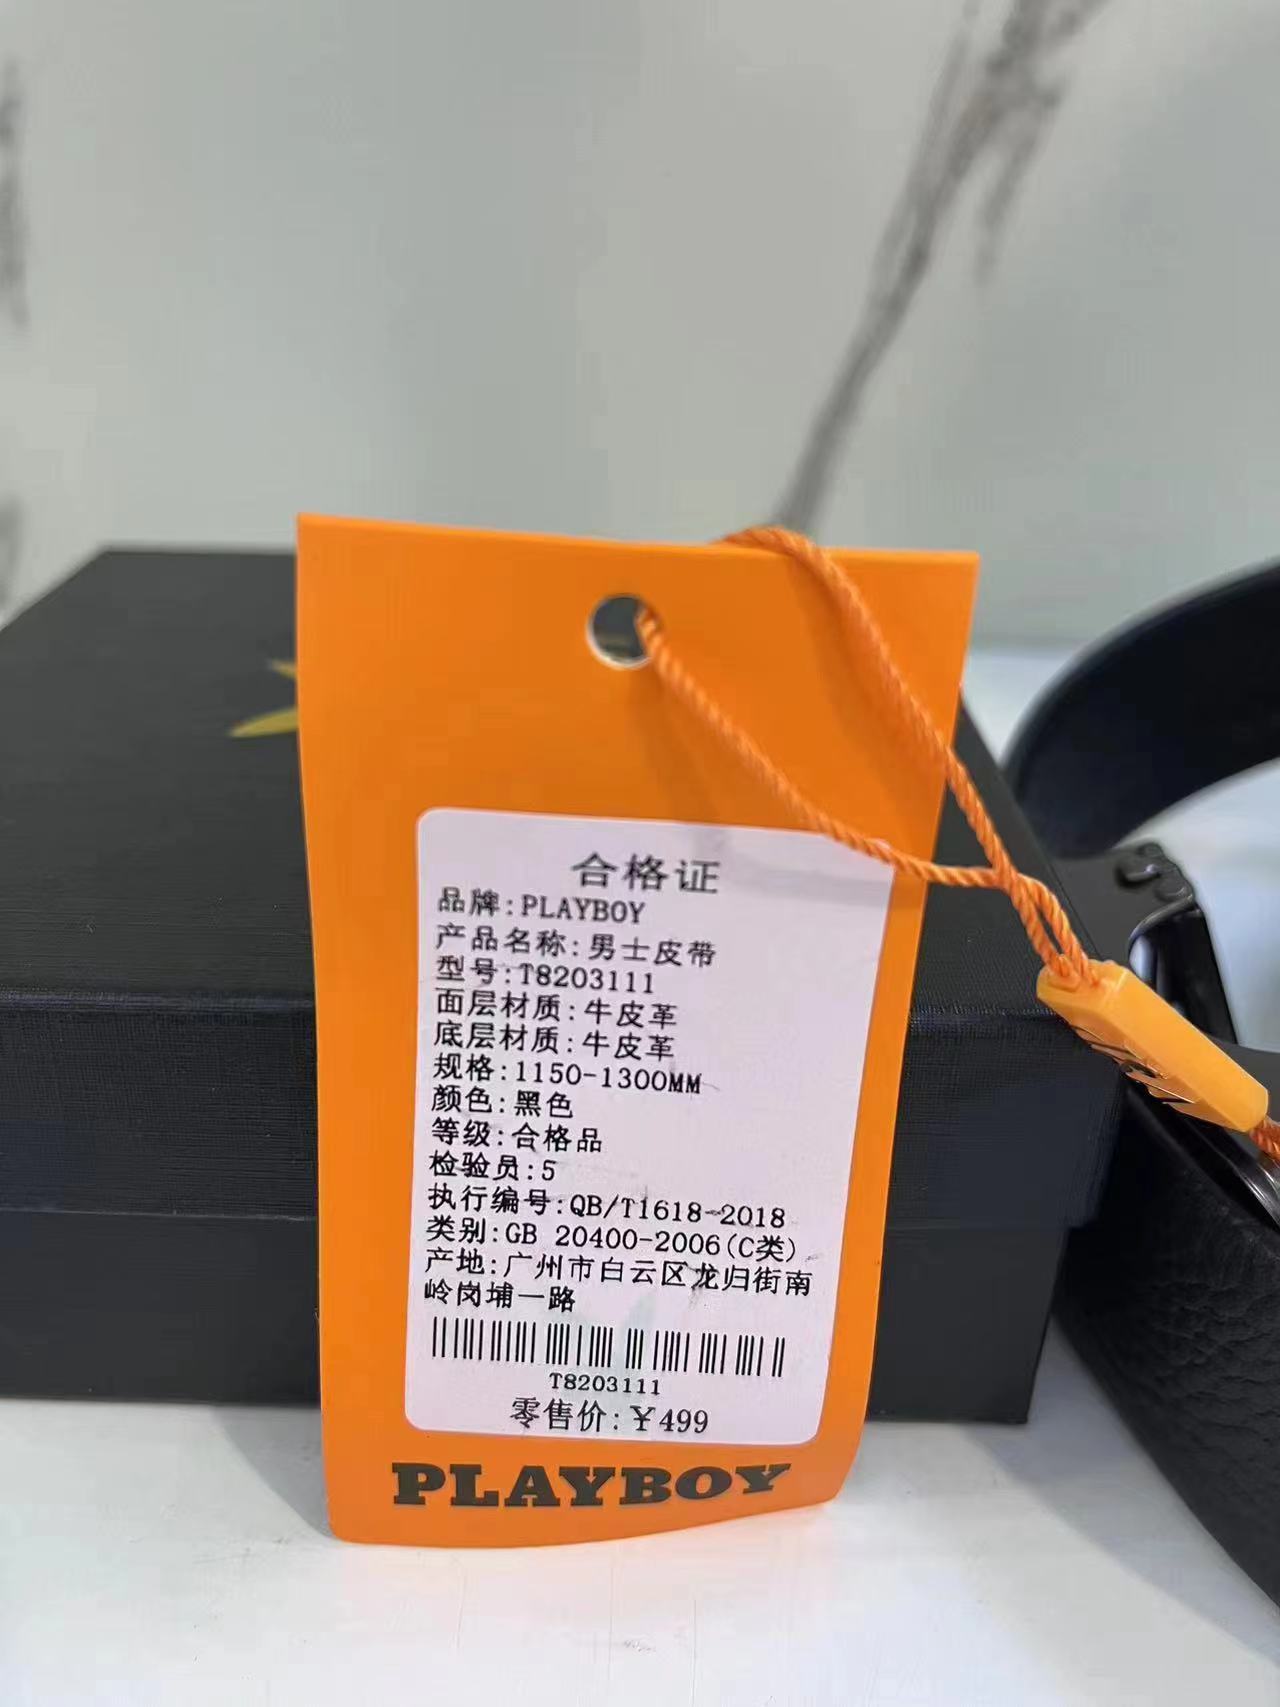 合格证
品牌:PLAYBOY
产品名称:男士皮带
型号:T8203111
面层材质:牛皮革
底层材质:牛皮革
规格:1150-1300MM
颜色:黑色
等级:合格品
检验员:5
执行编号:QB/T1618-2018
类别:GB 20400-2006(C类)
产地:广州市白云区龙归街南
岭岗埔一路
T8203111
零售价:￥499
PLAYBOY